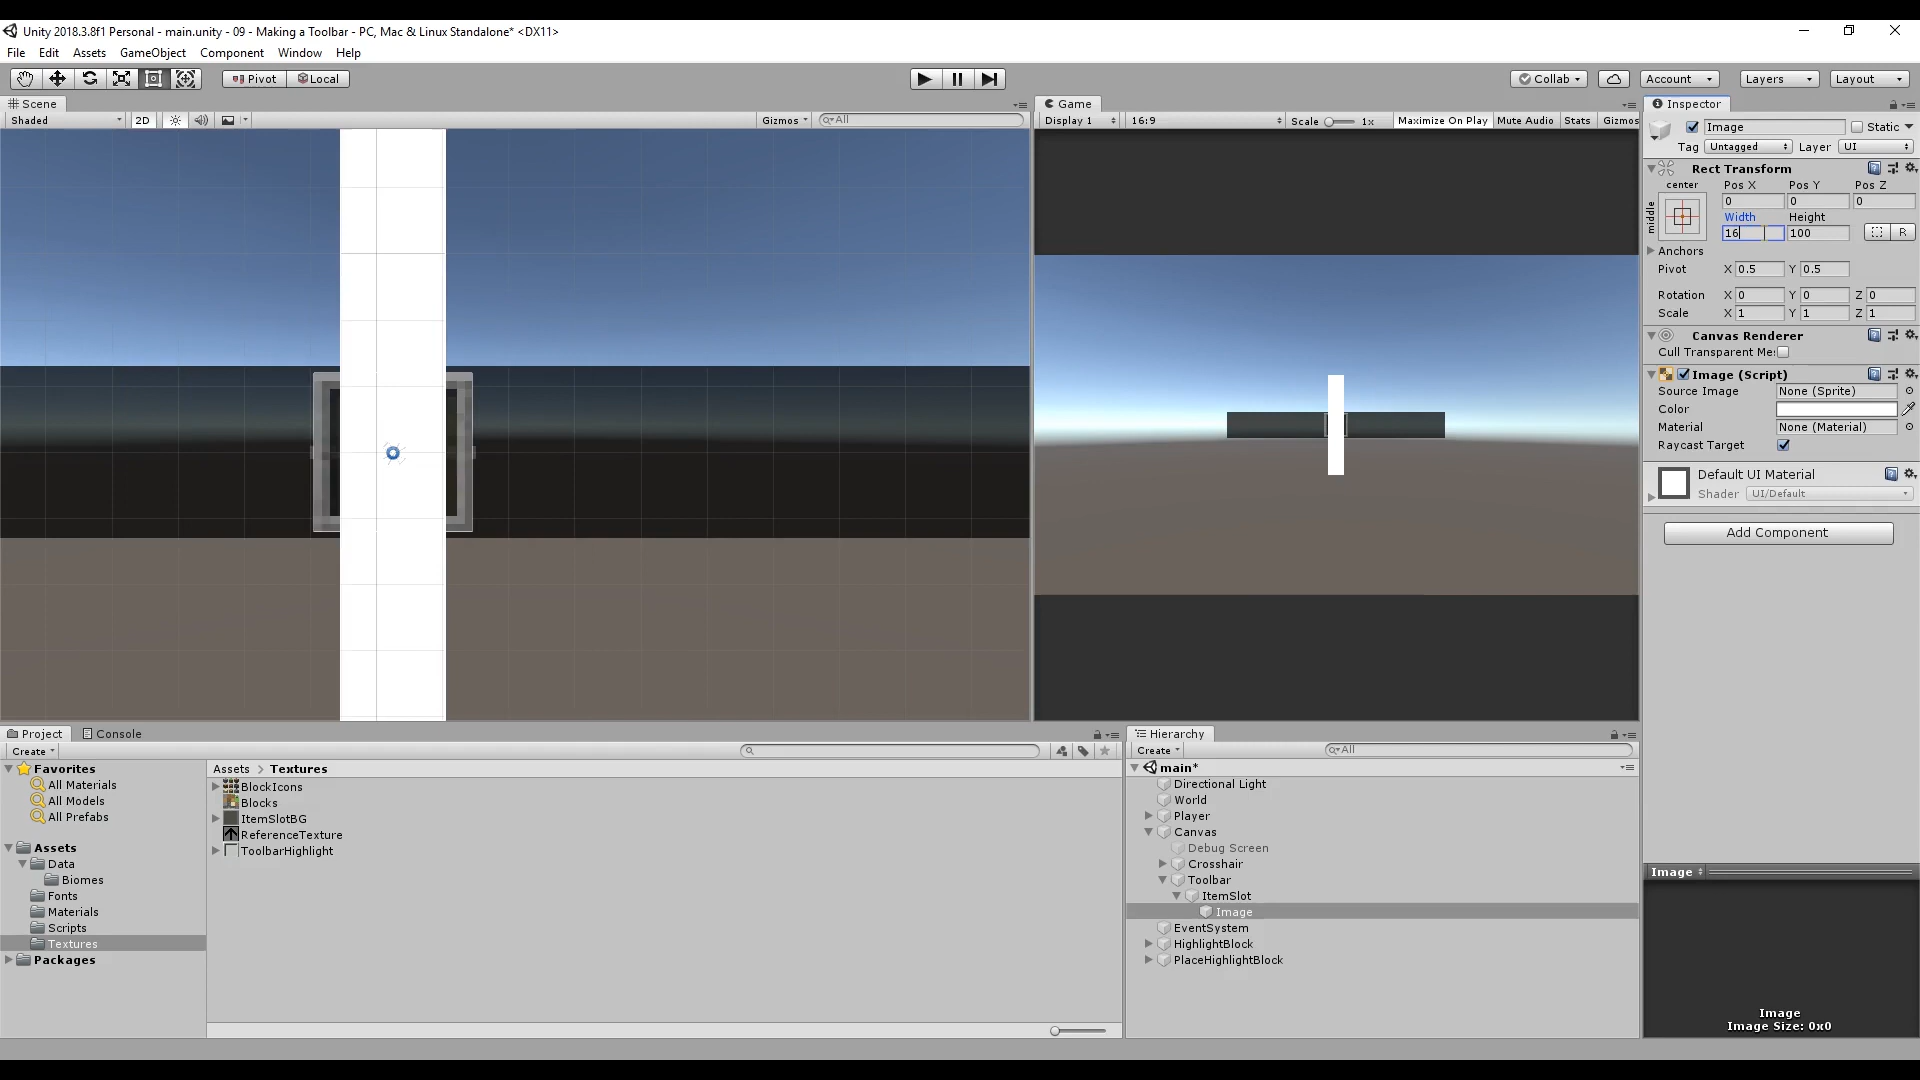 Unity 2018.3.8f1 Personal - main.unity - 09 - Making a Toolbar - PC, Mac & Linux Standalone* <DX11>
File Edit Assets GameObject Component Window Help
Pivot Local Collab Account Layers Layout
Scene
Shaded 2D Gizmos All
Game
Display 1 16:9 Scale 1x Maximize On Play Mute Audio Stats Gizmos
Inspector
Image Static
Tag Untagged Layer UI
Rect Transform
center Pos X Pos Y Pos Z
middle
0 0 0
Width Height
16 100 R
Anchors
Pivot X 0.5 Y 0.5
Rotation X 0 Y 0 Z 0
Scale X 1 Y 1 Z 1
Canvas Renderer
Cull Transparent Me:
Image (Script)
Source Image None (Sprite)
Color
Material None (Material)
Raycast Target
Default UI Material
Shader UI/Default
Add Component
Image
Image
Image Size: 0x0
Project Console
Create
Favorites
All Materials
All Models
All Prefabs
Assets
Data
Biomes
Fonts
Materials
Scripts
Textures
Packages
Assets > Textures
BlockIcons
Blocks
ItemSlotBG
ReferenceTexture
ToolbarHighlight
Hierarchy
Create All
main*
Directional Light
World
Player
Canvas
Debug Screen
Crosshair
Toolbar
ItemSlot
Image
EventSystem
HighlightBlock
PlaceHighlightBlock